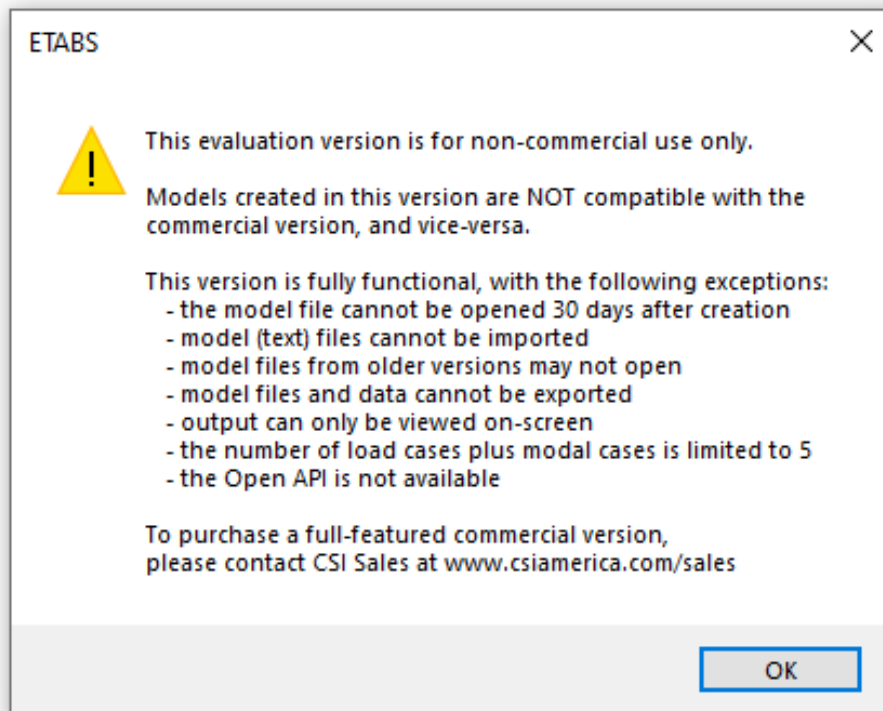 ETABS
This evaluation version is for non-commercial use only.
Models created in this version are NOT compatible with the
commercial version, and vice-versa.
This version is fully functional, with the following exceptions:
- the model file cannot be opened 30 days after creation
- model (text) files cannot be imported
- model files from older versions may not open
- model files and data cannot be exported
- output can only be viewed on-screen
- the number of load cases plus modal cases is limited to 5
- the Open API is not available
To purchase a full-featured commercial version,
please contact CSI Sales at www.csiamerica.com/sales
OK